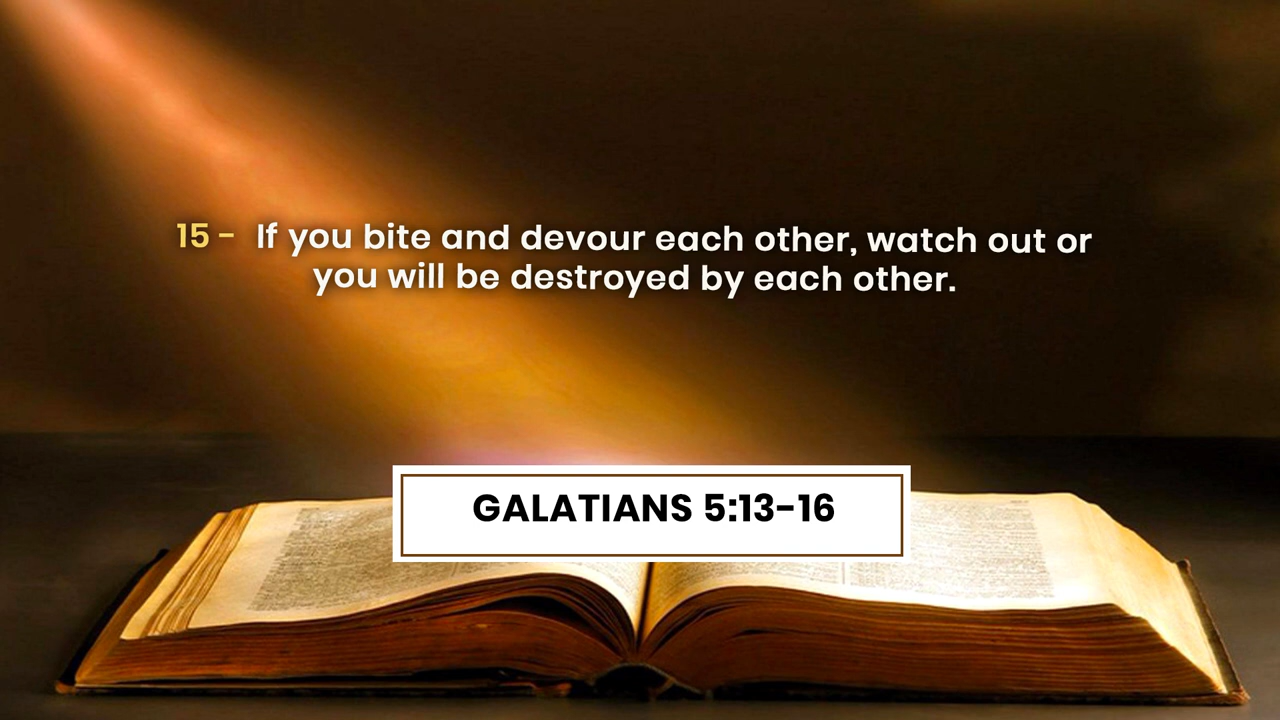 15 - If you bite and devour each other, watch out or
you will be destroyed by each other.
GALATIANS 5:13-16